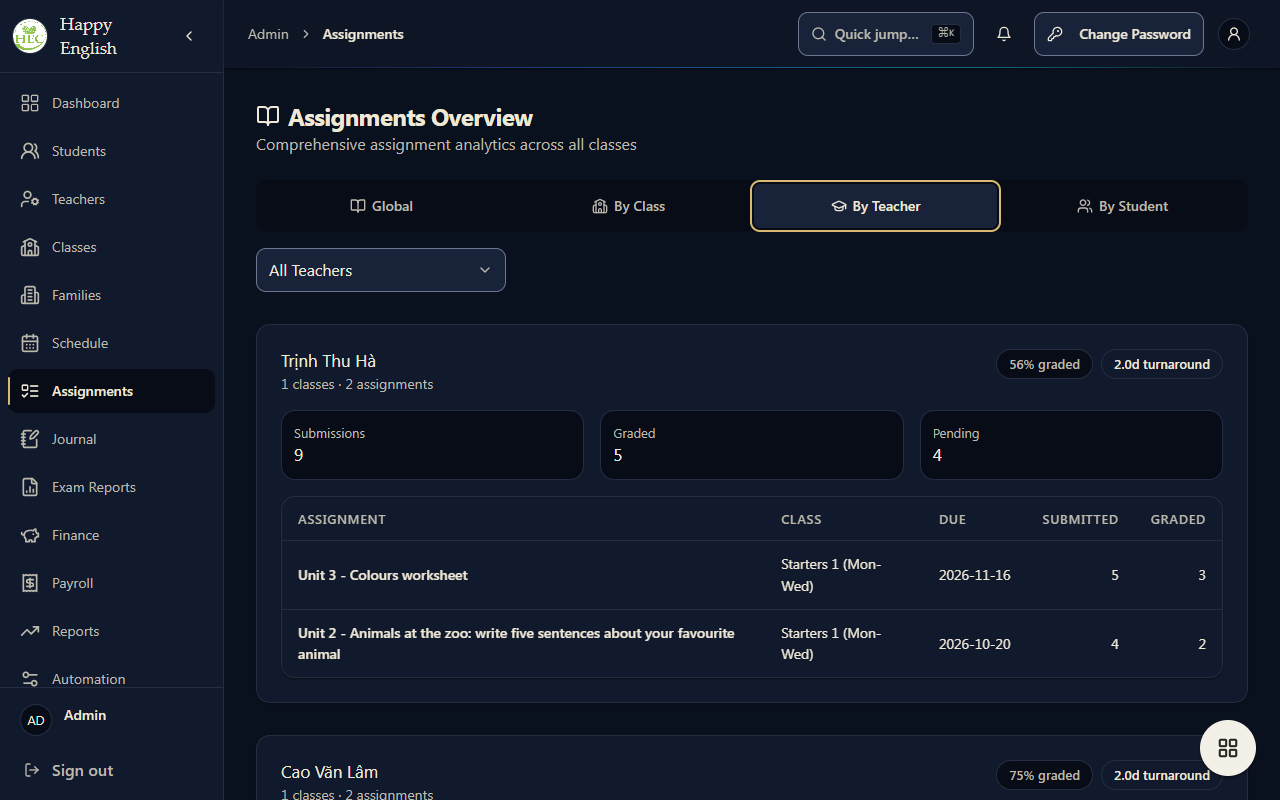 Happy
English
Dashboard
Students
Teachers
Classes
Families
Schedule
Assignments
Journal
Exam Reports
Finance
Payroll
Reports
Automation
AD
Admin
Sign out
Admin
Assignments
Quick jump...
⌘K
Change Password
Assignments Overview
Comprehensive assignment analytics across all classes
Global
By Class
By Teacher
By Student
All Teachers
Trịnh Thu Hà
1 classes · 2 assignments
56% graded
2.0d turnaround
Submissions
9
Graded
5
Pending
4
ASSIGNMENT CLASS DUE SUBMITTED GRADED
Unit 3 - Colours worksheet
Starters 1 (Mon-
Wed)
2026-11-16
5
3
Unit 2 - Animals at the zoo: write five sentences about your favourite
animal
Starters 1 (Mon-
Wed)
2026-10-20
4
2
Cao Văn Lâm
1 classes · 2 assignments
75% graded
2.0d turnaround
HEC